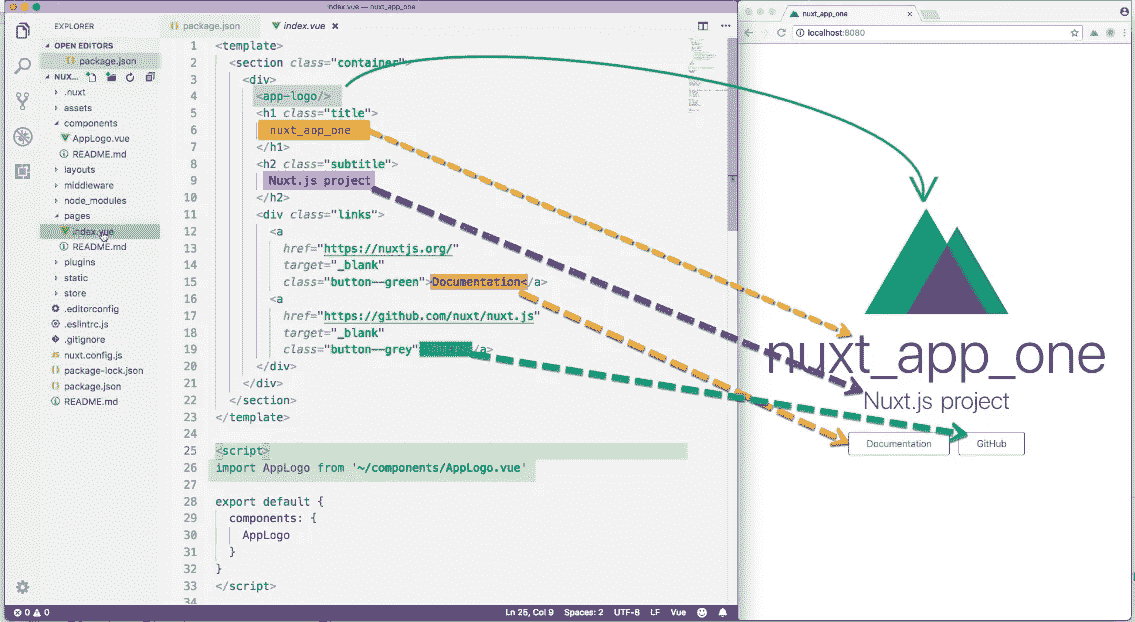 index.vue — nuxt_app_one
EXPLORER
OPEN EDITORS
package.json
NUX...
.nuxt
assets
components
AppLogo.vue
README.md
layouts
middleware
node_modules
pages
index.vue
README.md
plugins
static
store
.editorconfig
.eslintrc.js
.gitignore
nuxt.config.js
package-lock.json
package.json
README.md
package.json
index.vue
1 <template>
2 <section class="container">
3 <div>
4 <app-logo/>
5 <h1 class="title">
6 nuxt_app_one
7 </h1>
8 <h2 class="subtitle">
9 Nuxt.js project
10 </h2>
11 <div class="links">
12 <a
13 href="https://nuxtjs.org/"
14 target="_blank"
15 class="button--green">Documentation</a>
16 <a
17 href="https://github.com/nuxt/nuxt.js"
18 target="_blank"
19 class="button--grey" </a>
20 </div>
21 </div>
22 </section>
23 </template>
24
25 <script>
26 import AppLogo from '~/components/AppLogo.vue'
27
28 export default {
29 components: {
30 AppLogo
31 }
32 }
33 </script>
34
0 0
Ln 25, Col 9 Spaces: 2 UTF-8 LF Vue
nuxt_app_one
localhost:8080
nuxt_app_one
Nuxt.js project
Documentation
GitHub